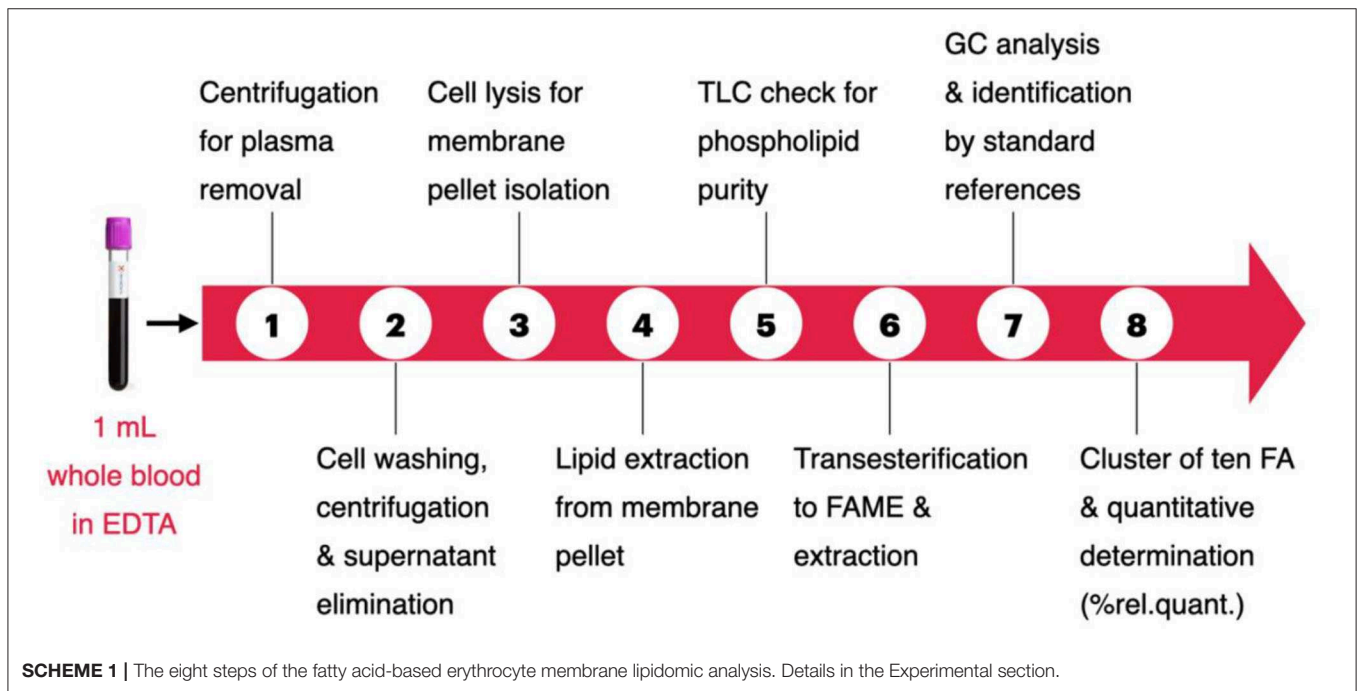 Centrifugation
for plasma
removal
Cell lysis for
membrane
pellet isolation
TLC check for
phospholipid
purity
GC analysis
& identification
by standard
references
1 2 3 4 5 6 7 8
1 mL
whole blood
in EDTA
Cell washing,
centrifugation
& supernatant
elimination
Lipid extraction
from membrane
pellet
Transesterification
to FAME &
extraction
Cluster of ten FA
& quantitative
determination
(%rel.quant.)
SCHEME 1 | The eight steps of the fatty acid-based erythrocyte membrane lipidomic analysis. Details in the Experimental section.